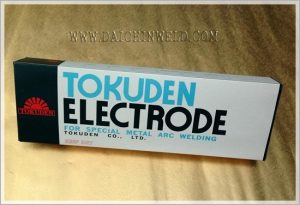 WWW.DAICHINWELD.COM
TOKUDEN
TOKUDEN
ELECTRODE
FOR SPECIAL METAL ARC WELDING
TOKUDEN CO., LTD.